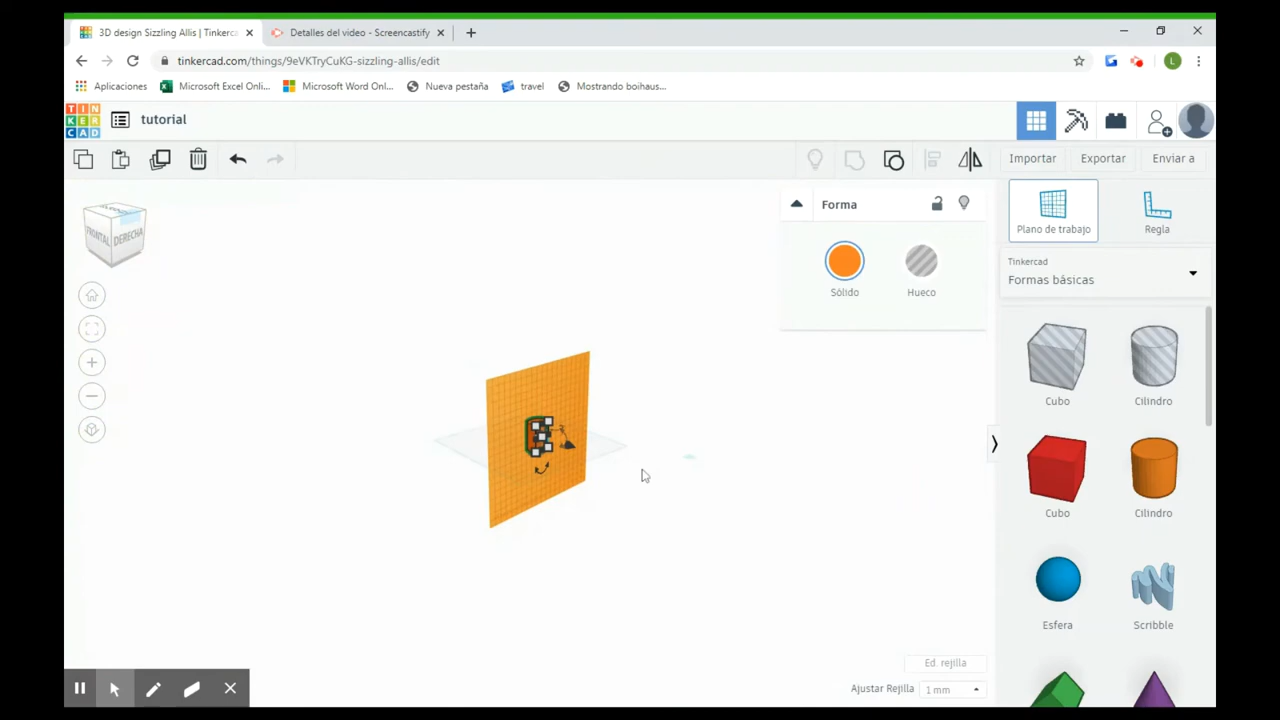 3D design Sizzling Allis | Tinkerca
Detalles del video - Screencastify
tinkercad.com/things/9eVKTryCuKG-sizzling-allis/edit
L
Aplicaciones
Microsoft Excel Onli...
Microsoft Word Onl...
Nueva pestaña
travel
Mostrando boihaus...
TIN
KER
CAD
tutorial
Importar
Exportar
Enviar a
Forma
Sólido
Hueco
Plano de trabajo
Regla
FRONTAL
DERECHA
Tinkercad
Formas básicas
Cubo
Cilindro
Cubo
Cilindro
Esfera
Scribble
Ed. rejilla
Ajustar Rejilla
1 mm